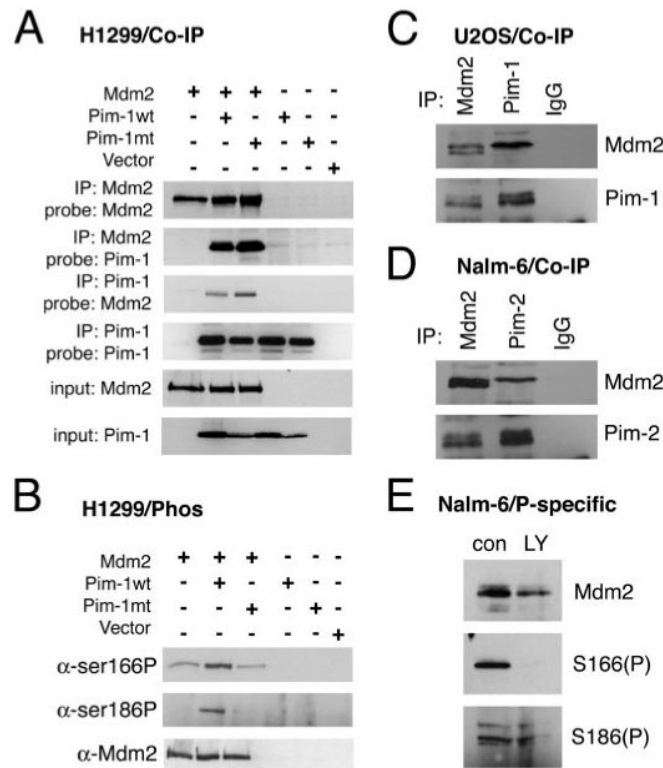 A H1299/Co-IP
Mdm2 + + + - - -
Pim-1wt - + - + - -
Pim-1mt - - + - + -
Vector - - - - - +
IP: Mdm2
probe: Mdm2
IP: Mdm2
probe: Pim-1
IP: Pim-1
probe: Mdm2
IP: Pim-1
probe: Pim-1
input: Mdm2
input: Pim-1
B H1299/Phos
Mdm2 + + + - - -
Pim-1wt - + - + - -
Pim-1mt - - + - + -
Vector - - - - - +
α-ser166P
α-ser186P
α-Mdm2
C U2OS/Co-IP
IP: Mdm2 Pim-1 IgG
Mdm2
Pim-1
D Nalm-6/Co-IP
IP: Mdm2 Pim-2 IgG
Mdm2
Pim-2
E Nalm-6/P-specific
con LY
Mdm2
S166(P)
S186(P)